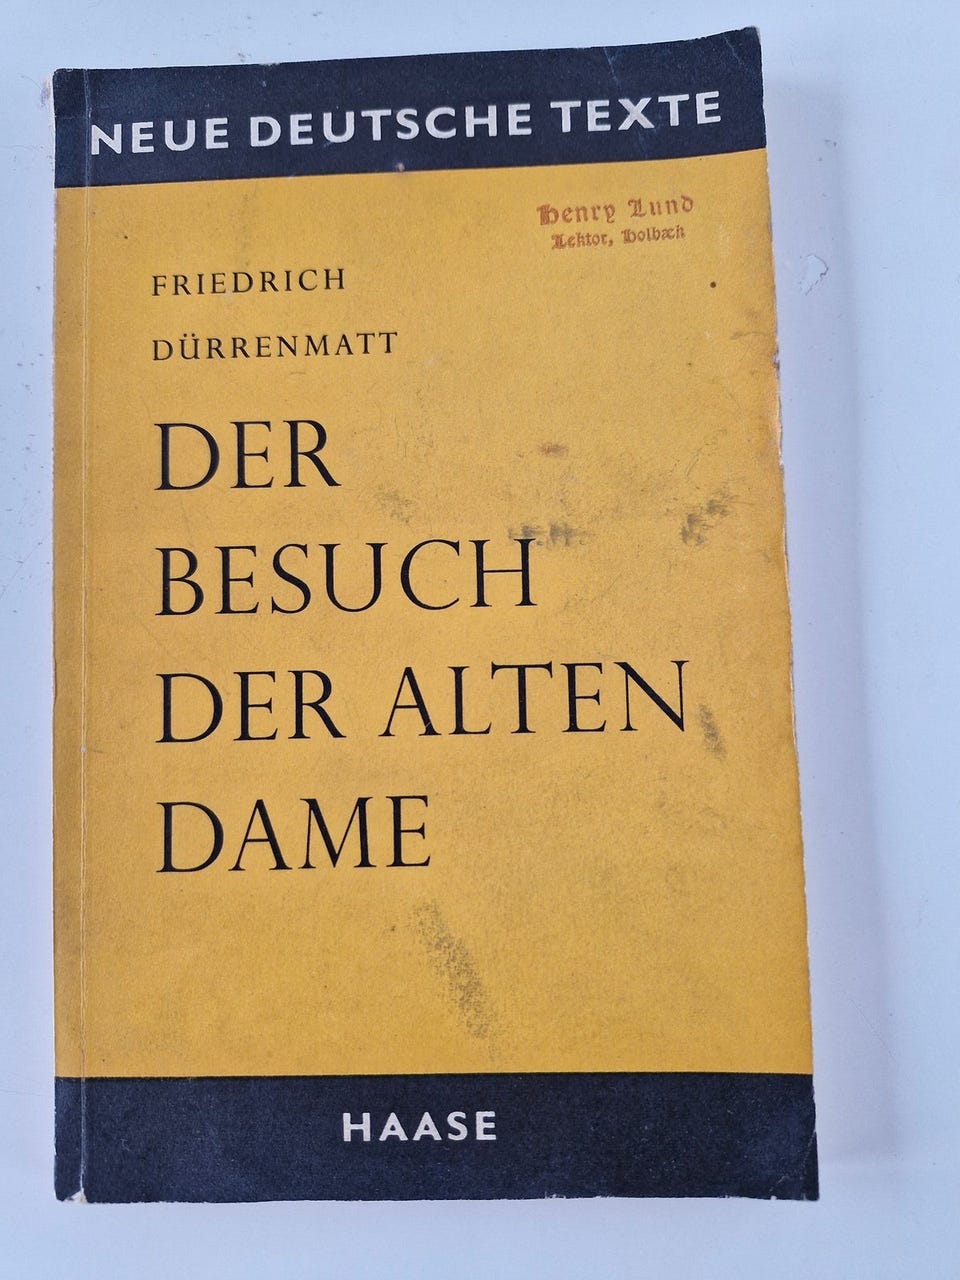 NEUE DEUTSCHE TEXTE
Henry Lund
Lektor, Holbæk
FRIEDRICH
DÜRRENMATT
DER
BESUCH
DER ALTEN
DAME
HAASE